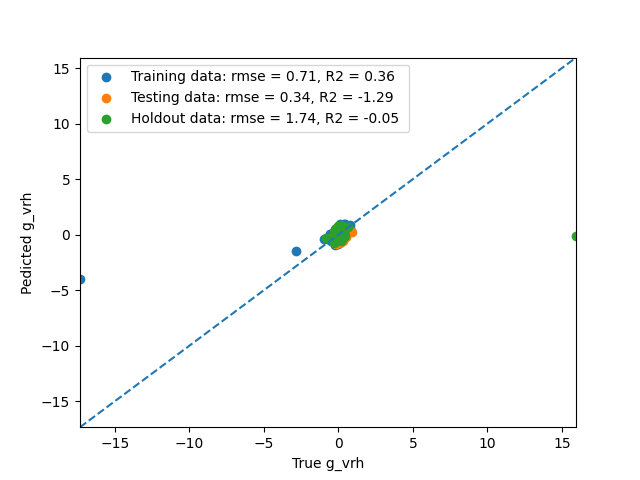 Training data: rmse = 0.71, R2 = 0.36
Testing data: rmse = 0.34, R2 = -1.29
Holdout data: rmse = 1.74, R2 = -0.05
15
10
5
0
−5
−10
−15
Pedicted g_vrh
−15
−10
−5
0
5
10
15
True g_vrh